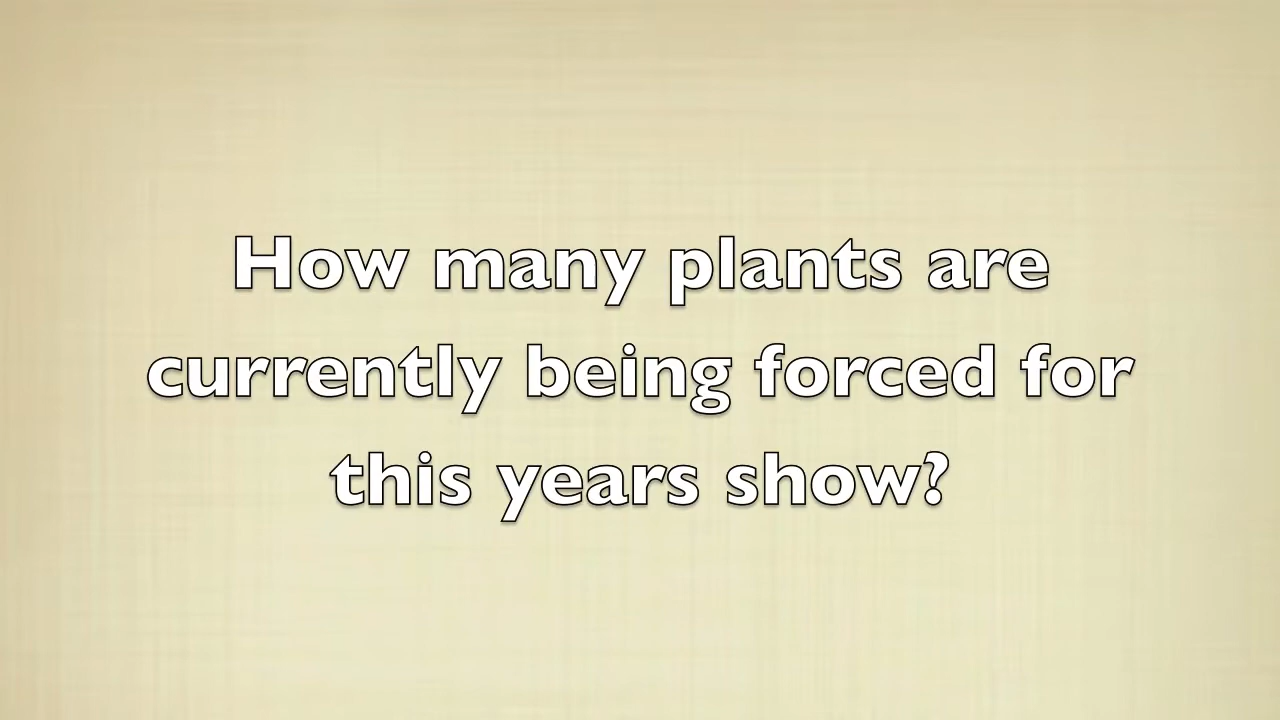 How many plants are
currently being forced for
this years show?